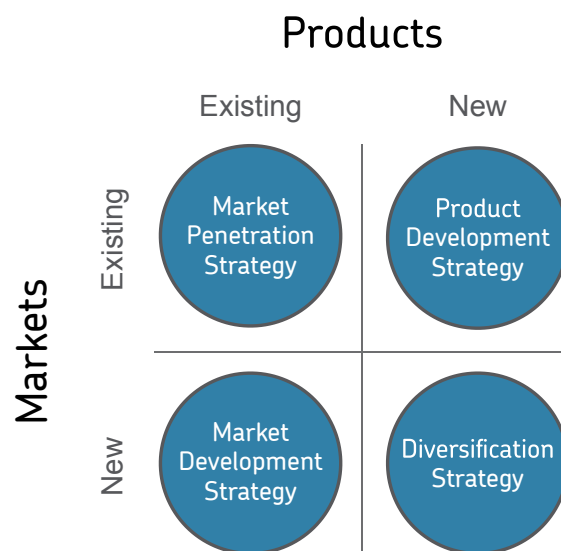 Products
Existing
New
Markets
Existing
Market
Penetration
Strategy
Product
Development
Strategy
New
Market
Development
Strategy
Diversification
Strategy